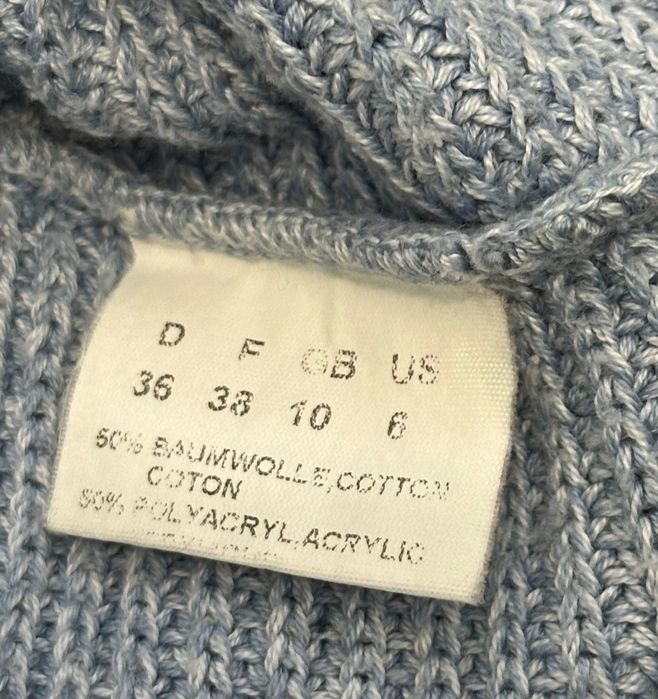 D F GB US
36 38 10 6
50% BAUMWOLLE,COTTON
COTON
50% POLYACRYL.ACRYLIC